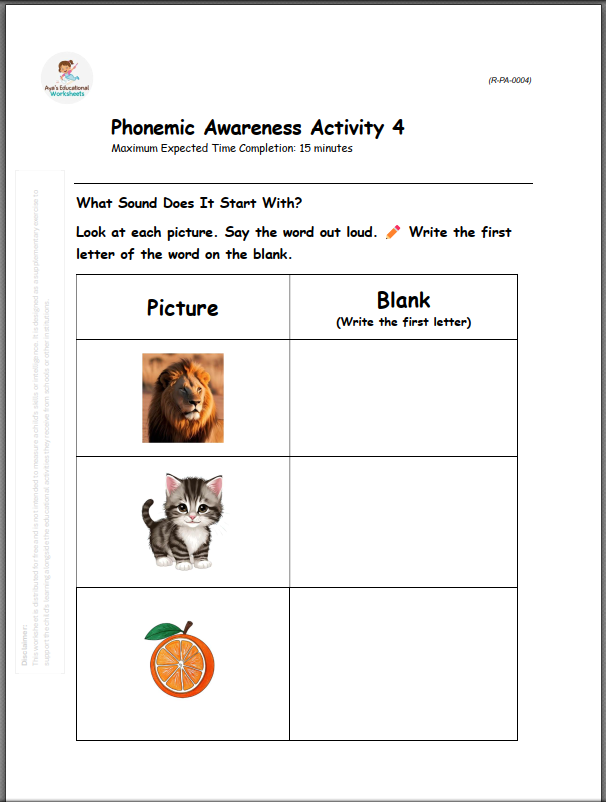 Aya's Educational
Worksheets
(R-PA-0004)
Phonemic Awareness Activity 4
Maximum Expected Time Completion: 15 minutes
What Sound Does It Start With?
Look at each picture. Say the word out loud. ✏️ Write the first
letter of the word on the blank.
Picture
Blank
(Write the first letter)
Disclaimer:
This worksheet is distributed for free and is not intended to measure a child's skills or intelligence. It is designed as a supplementary exercise to
support the child's learning alongside the educational activities they receive from schools or other institutions.